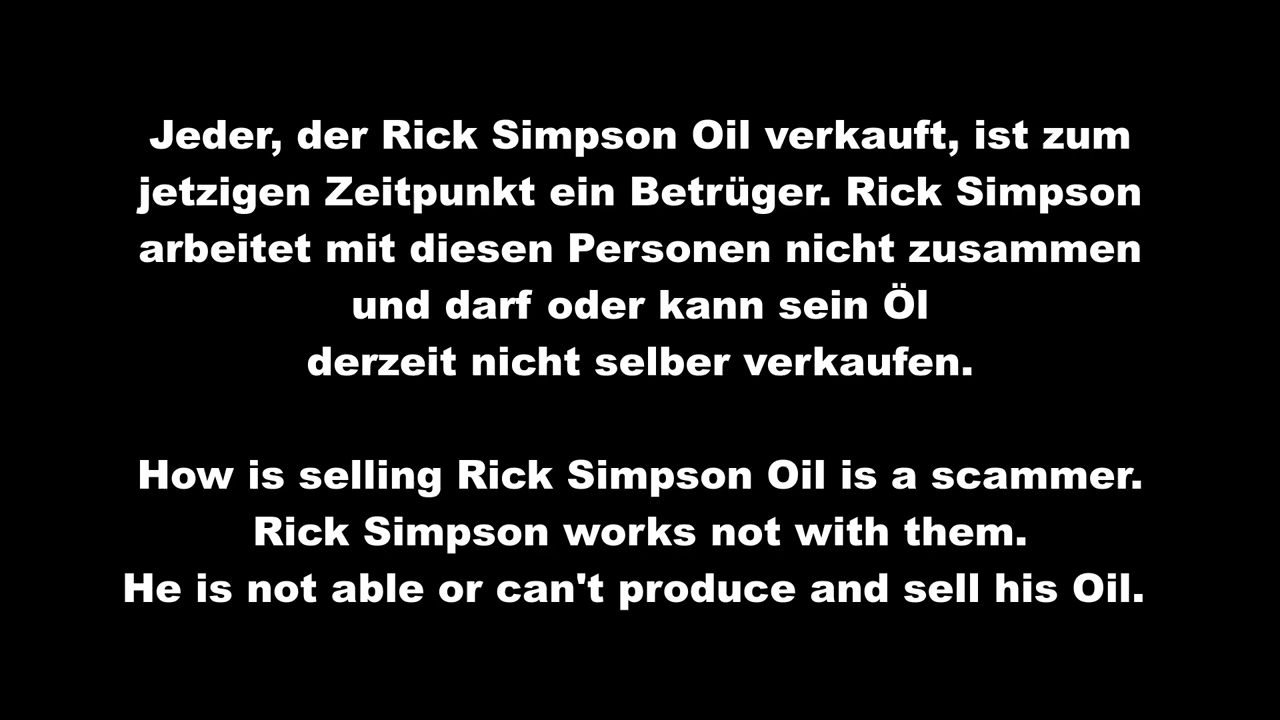 Jeder, der Rick Simpson Oil verkauft, ist zum
jetzigen Zeitpunkt ein Betrüger. Rick Simpson
arbeitet mit diesen Personen nicht zusammen
und darf oder kann sein Öl
derzeit nicht selber verkaufen.
How is selling Rick Simpson Oil is a scammer.
Rick Simpson works not with them.
He is not able or can't produce and sell his Oil.